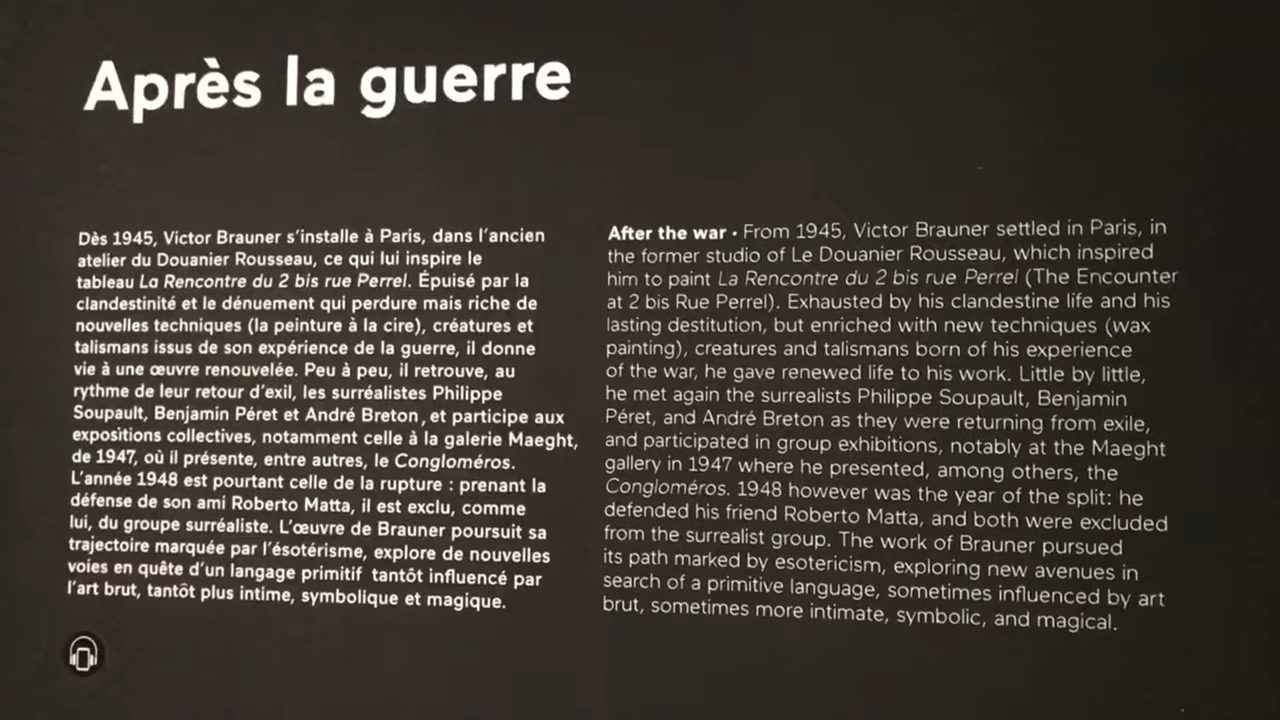 Après la guerre
Dès 1945, Victor Brauner s'installe à Paris, dans l'ancien
atelier du Douanier Rousseau, ce qui lui inspire le
tableau La Rencontre du 2 bis rue Perrel. Épuisé par la
clandestinité et le dénuement qui perdure mais riche de
nouvelles techniques (la peinture à la cire), créatures et
talismans issus de son expérience de la guerre, il donne
vie à une œuvre renouvelée. Peu à peu, il retrouve, au
rythme de leur retour d'exil, les surréalistes Philippe
Soupault, Benjamin Péret et André Breton, et participe aux
expositions collectives, notamment celle à la galerie Maeght,
de 1947, où il présente, entre autres, le Congloméros.
L'année 1948 est pourtant celle de la rupture : prenant la
défense de son ami Roberto Matta, il est exclu, comme
lui, du groupe surréaliste. L'œuvre de Brauner poursuit sa
trajectoire marquée par l'ésotérisme, explore de nouvelles
voies en quête d'un langage primitif tantôt influencé par
l'art brut, tantôt plus intime, symbolique et magique.
After the war • From 1945, Victor Brauner settled in Paris, in
the former studio of Le Douanier Rousseau, which inspired
him to paint La Rencontre du 2 bis rue Perrel (The Encounter
at 2 bis Rue Perrel). Exhausted by his clandestine life and his
lasting destitution, but enriched with new techniques (wax
painting), creatures and talismans born of his experience
of the war, he gave renewed life to his work. Little by little,
he met again the surrealists Philippe Soupault, Benjamin
Péret, and André Breton as they were returning from exile,
and participated in group exhibitions, notably at the Maeght
gallery in 1947 where he presented, among others, the
Congloméros. 1948 however was the year of the split: he
defended his friend Roberto Matta, and both were excluded
from the surrealist group. The work of Brauner pursued
its path marked by esotericism, exploring new avenues in
search of a primitive language, sometimes influenced by art
brut, sometimes more intimate, symbolic, and magical.